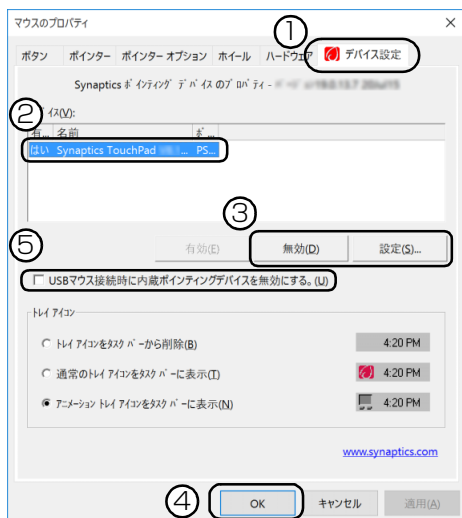 マウスのプロパティ
①
ボタン ポインター ポインター オプション ホイール ハードウェア デバイス設定
Synaptics ﾎﾟｲﾝﾃｨﾝｸﾞ ﾃﾞﾊﾞｲｽ のﾌﾟﾛﾊﾟﾃｨ -
② ｲｽ(V):
有... 名前 ﾎﾟ...
はい Synaptics TouchPad ... PS...
③
有効(E) 無効(D) 設定(S)...
⑤
USBマウス接続時に内蔵ポインティングデバイスを無効にする。(U)
ﾄﾚｲ ｱｲｺﾝ
ﾄﾚｲ ｱｲｺﾝをﾀｽｸ ﾊﾞｰから削除(B) 4:20 PM
通常のﾄﾚｲ ｱｲｺﾝをﾀｽｸ ﾊﾞｰに表示(T) 4:20 PM
ｱﾆﾒｰｼｮﾝ ﾄﾚｲ ｱｲｺﾝをﾀｽｸ ﾊﾞｰに表示(N) 4:20 PM
www.synaptics.com
④ OK キャンセル 適用(A)